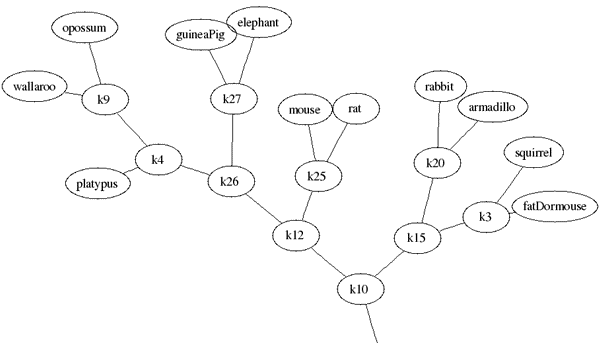 opossum
guineaPig
elephant
wallaroo
k9
k27
mouse
rat
rabbit
armadillo
k4
k20
squirrel
platypus
k26
k25
k3
fatDormouse
k12
k15
k10